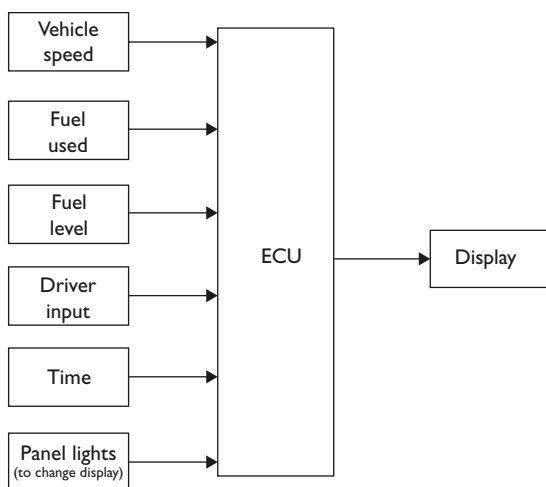 Vehicle
speed
Fuel
used
Fuel
level
Driver
input
Time
Panel lights
(to change display)
ECU
Display